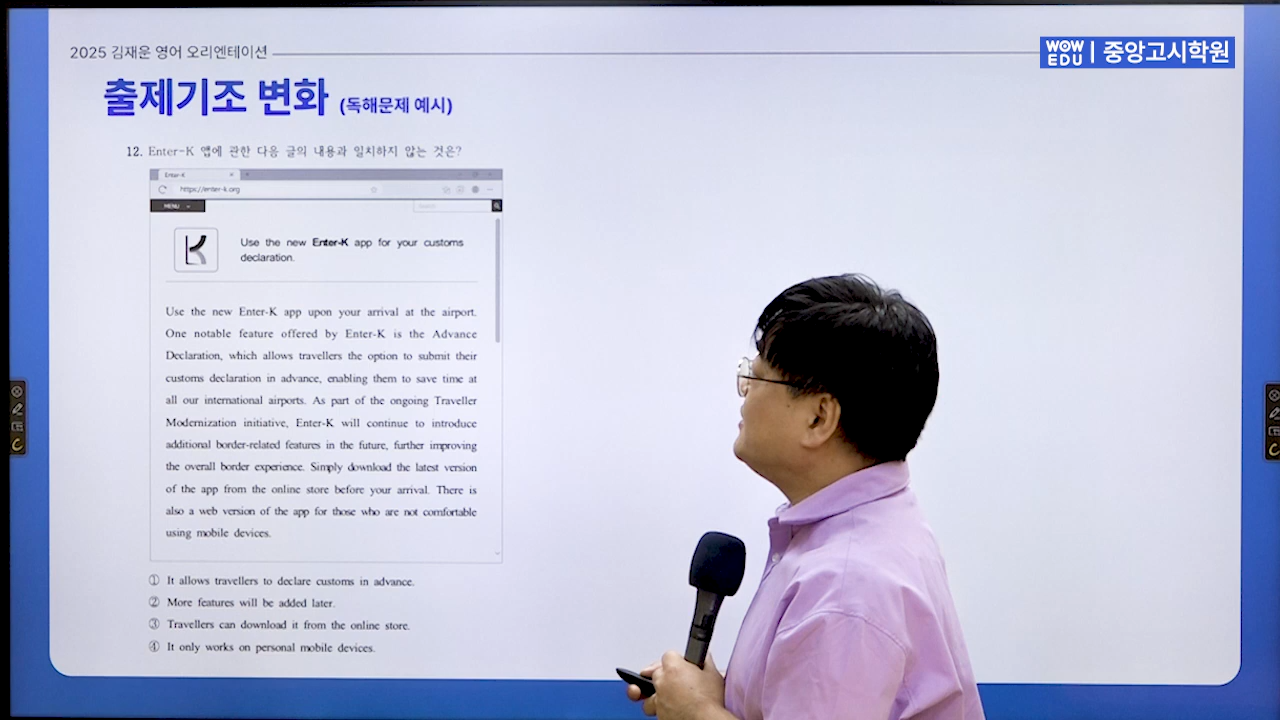 2025 김재운 영어 오리엔테이션
WOW EDU | 중앙고시학원
출제기조 변화 (독해문제 예시)
12. Enter-K 앱에 관한 다음 글의 내용과 일치하지 않는 것은?
Enter-K
https://enter-k.org
MENU
Search
Use the new Enter-K app for your customs
declaration.
Use the new Enter-K app upon your arrival at the airport.
One notable feature offered by Enter-K is the Advance
Declaration, which allows travellers the option to submit their
customs declaration in advance, enabling them to save time at
all our international airports. As part of the ongoing Traveller
Modernization initiative, Enter-K will continue to introduce
additional border-related features in the future, further improving
the overall border experience. Simply download the latest version
of the app from the online store before your arrival. There is
also a web version of the app for those who are not comfortable
using mobile devices.
① It allows travellers to declare customs in advance.
② More features will be added later.
③ Travellers can download it from the online store.
④ It only works on personal mobile devices.